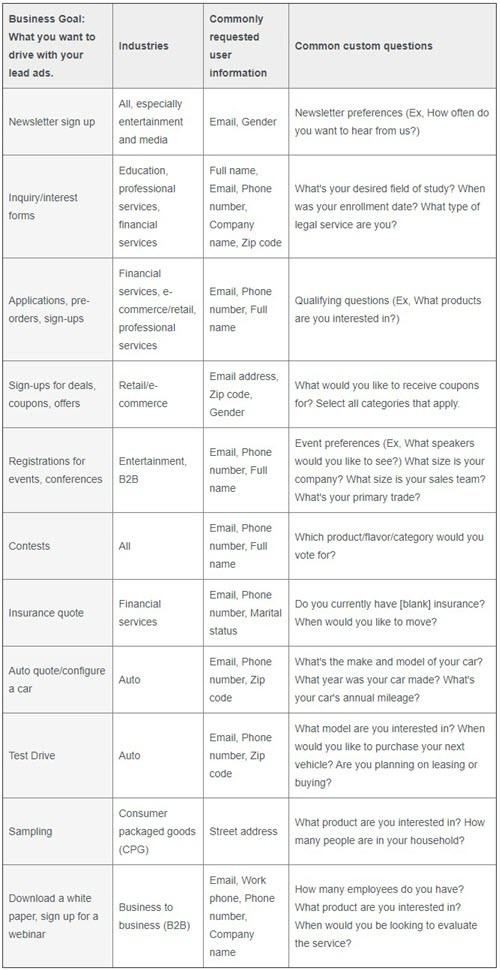 Business Goal:
What you want to
drive with your
lead ads.
Industries
Commonly
requested
user
information
Common custom questions
Newsletter sign up
All, especially
entertainment
and media
Email, Gender
Newsletter preferences (Ex, How often do
you want to hear from us?)
Inquiry/interest
forms
Education,
professional
services,
financial
services
Full name,
Email, Phone
number,
Company
name, Zip code
What's your desired field of study? When
was your enrollment date? What type of
legal service are you?
Applications, pre-
orders, sign-ups
Financial
services, e-
commerce/retail,
professional
services
Email, Phone
number, Full
name
Qualifying questions (Ex, What products
are you interested in?)
Sign-ups for deals,
coupons, offers
Retail/e-
commerce
Email address,
Zip code,
Gender
What would you like to receive coupons
for? Select all categories that apply.
Registrations for
events, conferences
Entertainment,
B2B
Email, Phone
number, Full
name
Event preferences (Ex, What speakers
would you like to see?) What size is your
company? What size is your sales team?
What's your primary trade?
Contests
All
Email, Phone
number, Full
name
Which product/flavor/category would you
vote for?
Insurance quote
Financial
services
Email, Phone
number, Marital
status
Do you currently have [blank] insurance?
When would you like to move?
Auto quote/configure
a car
Auto
Email, Phone
number, Zip
code
What's the make and model of your car?
What year was your car made? What's
your car's annual mileage?
Test Drive
Auto
Email, Phone
number, Zip
code
What model are you interested in? When
would you like to purchase your next
vehicle? Are you planning on leasing or
buying?
Sampling
Consumer
packaged goods
(CPG)
Street address
What product are you interested in? How
many people are in your household?
Download a white
paper, sign up for a
webinar
Business to
business (B2B)
Email, Work
phone, Phone
number,
Company
name
How many employees do you have?
What product are you interested in?
When would you be looking to evaluate
the service?